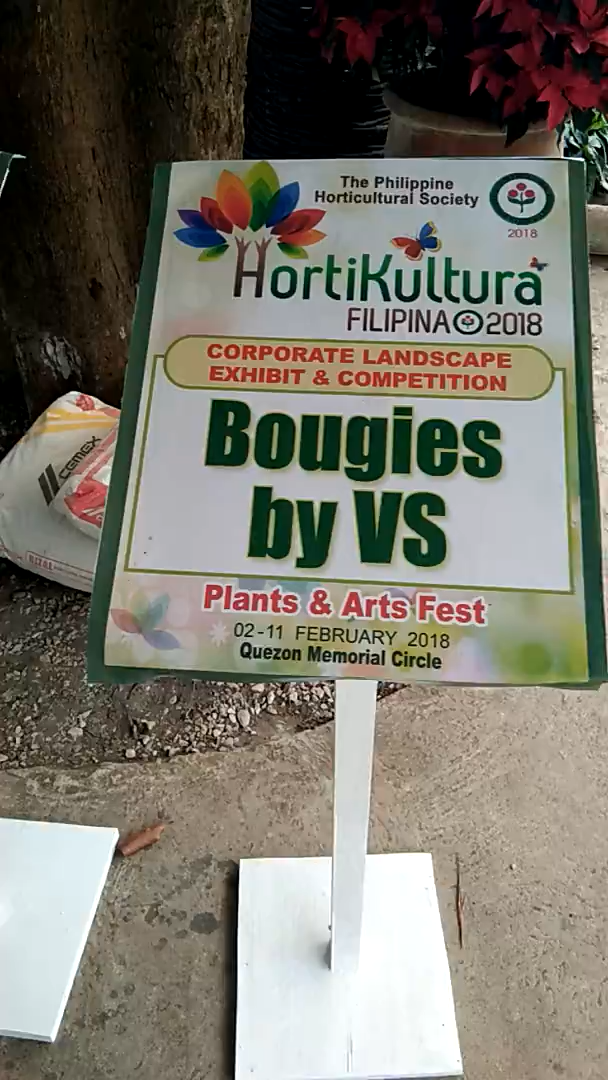 The Philippine
Horticultural Society
2018
HortiKultura
FILIPINA 2018
CORPORATE LANDSCAPE
EXHIBIT & COMPETITION
Bougies
by VS
Plants & Arts Fest
02-11 FEBRUARY 2018
Quezon Memorial Circle
CEMEX
RIZAL